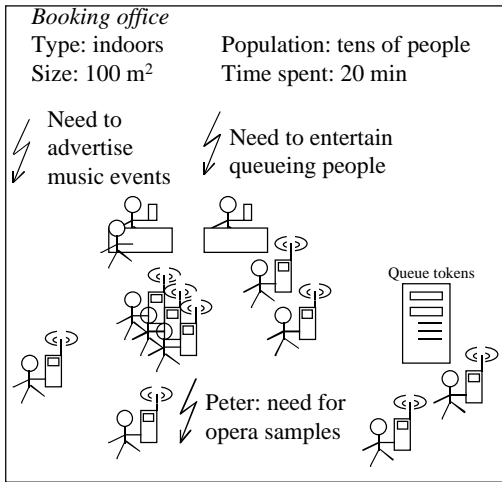 Booking office
Type: indoors Population: tens of people
Size: 100 m² Time spent: 20 min
Need to
advertise
music events
Need to entertain
queueing people
Queue tokens
Peter: need for
opera samples